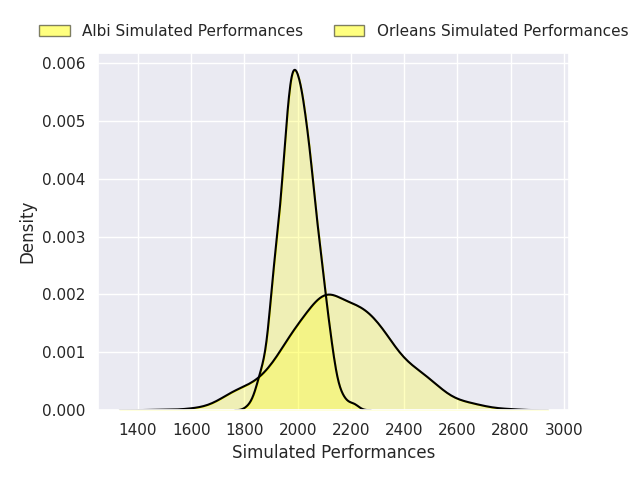 Albi Simulated Performances Orleans Simulated Performances
0.006
0.005
0.004
0.003
0.002
0.001
0.000
Density
1400 1600 1800 2000 2200 2400 2600 2800 3000
Simulated Performances